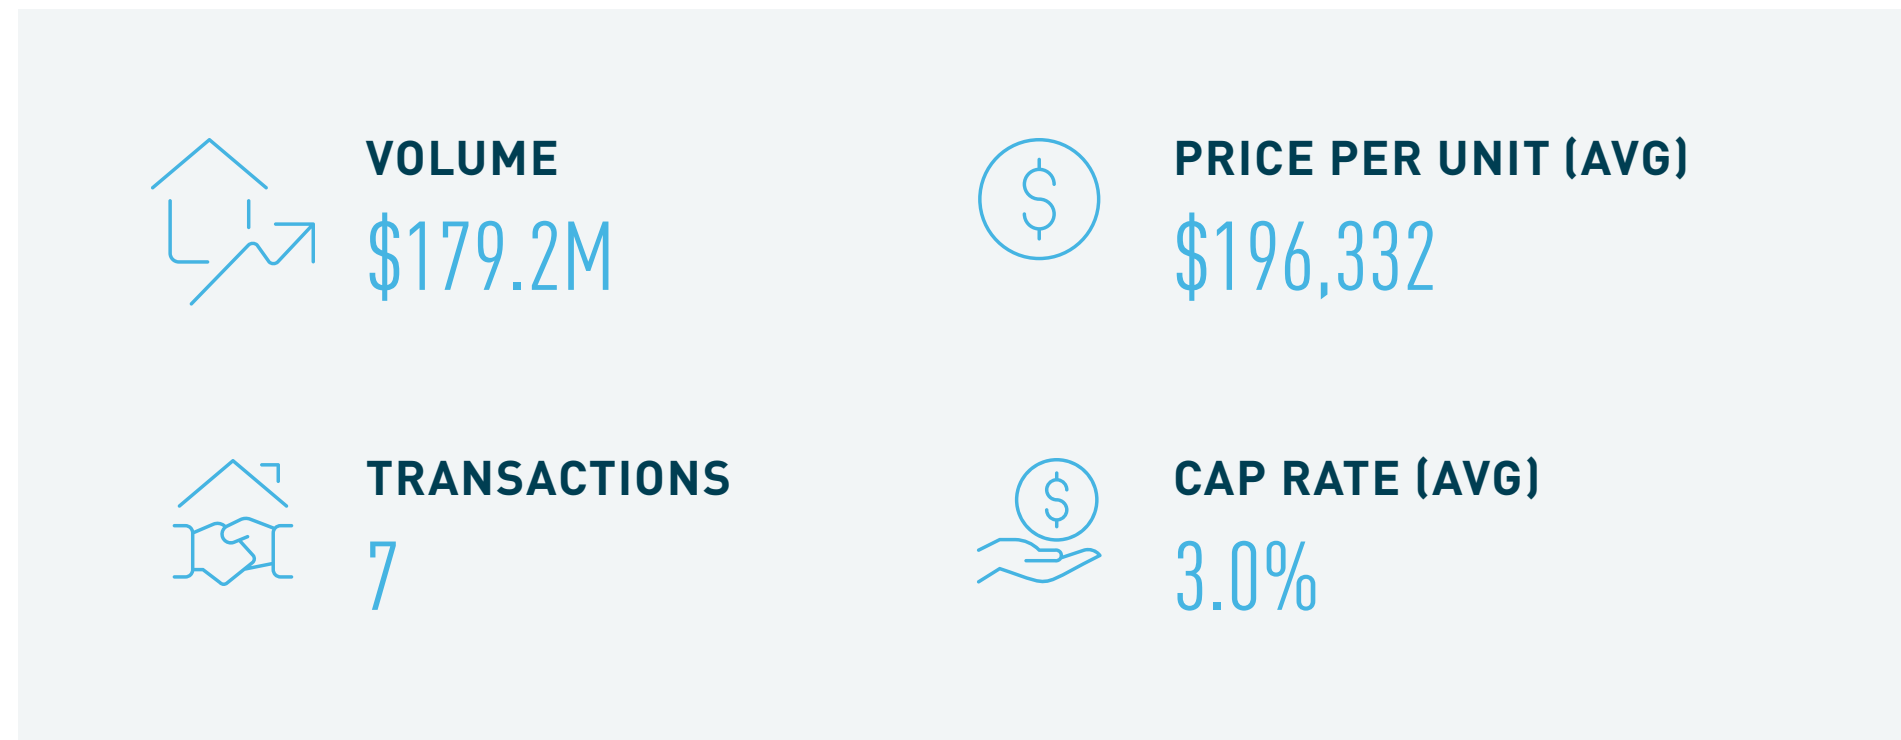 VOLUME
$179.2M
PRICE PER UNIT (AVG)
$196,332
TRANSACTIONS
7
CAP RATE (AVG)
3.0%